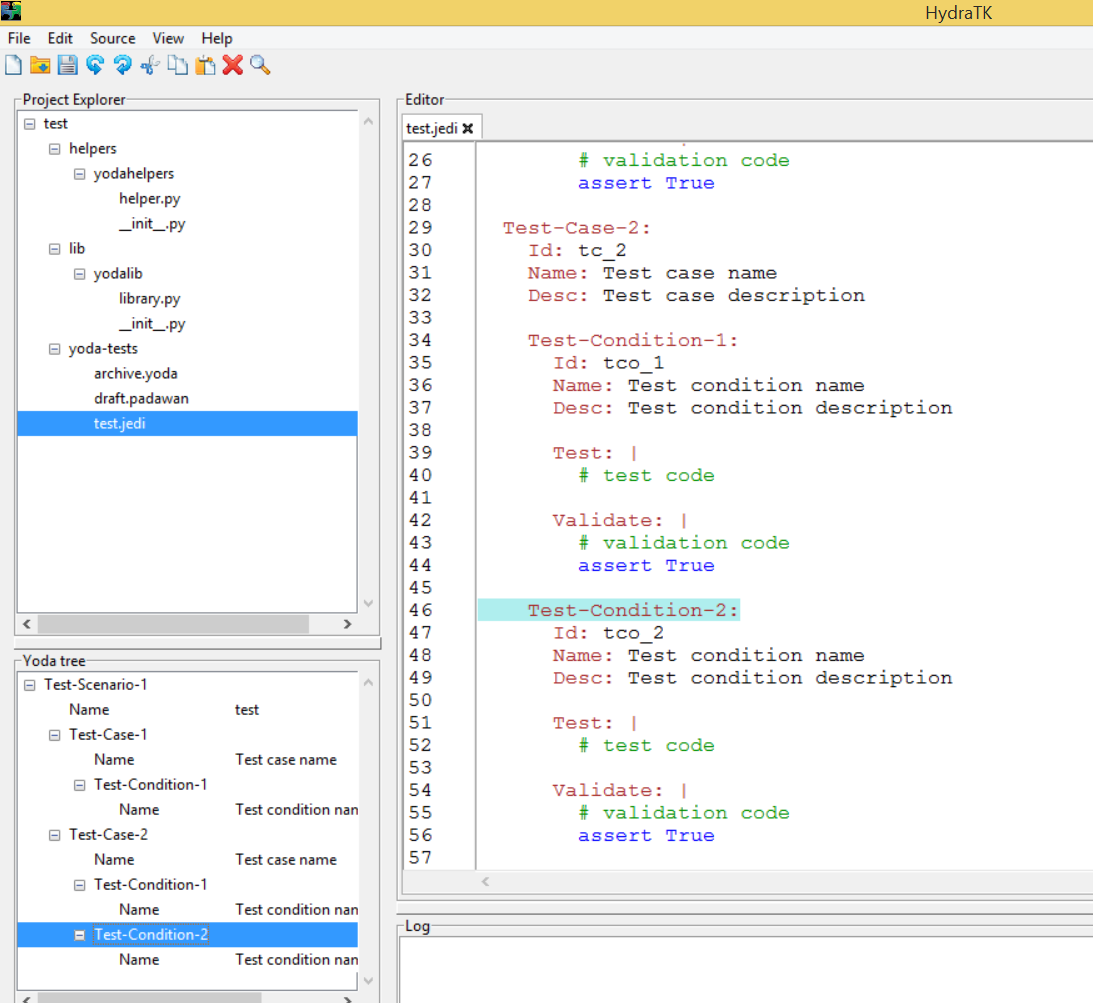 HydraTK
File Edit Source View Help
Project Explorer
test
helpers
yodahelpers
helper.py
__init__.py
lib
yodalib
library.py
__init__.py
yoda-tests
archive.yoda
draft.padawan
test.jedi
Yoda tree
Test-Scenario-1
Name test
Test-Case-1
Name Test case name
Test-Condition-1
Name Test condition nan
Test-Case-2
Name Test case name
Test-Condition-1
Name Test condition nan
Test-Condition-2
Name Test condition nan
Editor
test.jedi
26 # validation code
27 assert True
28
29 Test-Case-2:
30 Id: tc_2
31 Name: Test case name
32 Desc: Test case description
33
34 Test-Condition-1:
35 Id: tco_1
36 Name: Test condition name
37 Desc: Test condition description
38
39 Test: |
40 # test code
41
42 Validate: |
43 # validation code
44 assert True
45
46 Test-Condition-2:
47 Id: tco_2
48 Name: Test condition name
49 Desc: Test condition description
50
51 Test: |
52 # test code
53
54 Validate: |
55 # validation code
56 assert True
57
Log